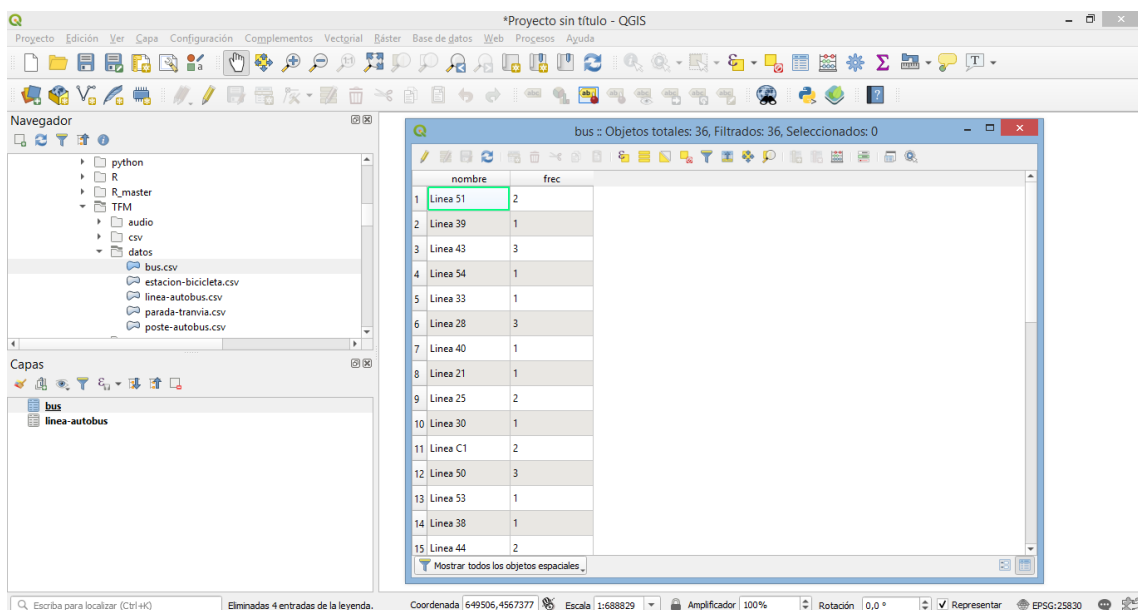 *Proyecto sin título - QGIS
Proyecto Edición Ver Capa Configuración Complementos Vectorial Ráster Base de datos Web Procesos Ayuda
Navegador
python
R
R_master
TFM
audio
csv
datos
bus.csv
estacion-bicicleta.csv
linea-autobus.csv
parada-tranvia.csv
poste-autobus.csv
Capas
bus
linea-autobus
bus :: Objetos totales: 36, Filtrados: 36, Seleccionados: 0
nombre frec
1 Linea 51 2
2 Linea 39 1
3 Linea 43 3
4 Linea 54 1
5 Linea 33 1
6 Linea 28 3
7 Linea 40 1
8 Linea 21 1
9 Linea 25 2
10 Linea 30 1
11 Linea C1 2
12 Linea 50 3
13 Linea 53 1
14 Linea 38 1
15 Linea 44 2
Mostrar todos los objetos espaciales
Escriba para localizar (Ctrl+K) Eliminadas 4 entradas de la leyenda. Coordenada 649506,4567377 Escala 1:688829 Amplificador 100% Rotación 0,0 ° Representar EPSG:25830